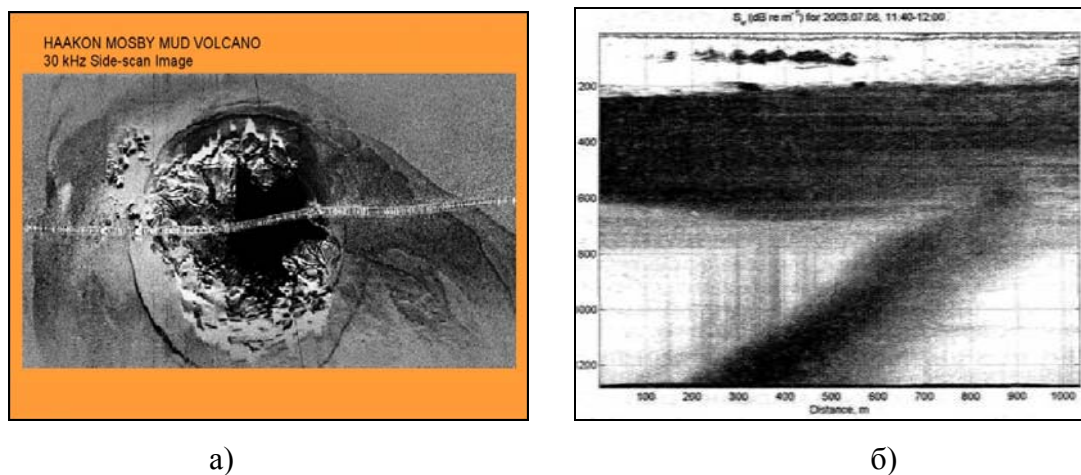 HAAKON MOSBY MUD VOLCANO
30 kHz Side-scan Image
а)
Sv (dB re m-1) for 2003.07.08, 11.40-12:00
200
400
600
800
1000
1200
100 200 300 400 500 600 700 800 900 1000
Distance, m
б)